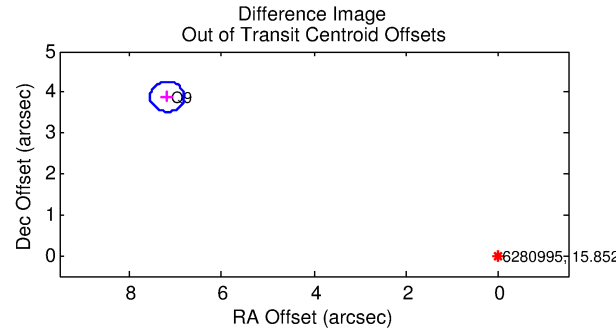 Difference Image
Out of Transit Centroid Offsets
5
4
3
2
1
0
Dec Offset (arcsec)
Q9
6280995, 15.852
8
6
4
2
0
RA Offset (arcsec)